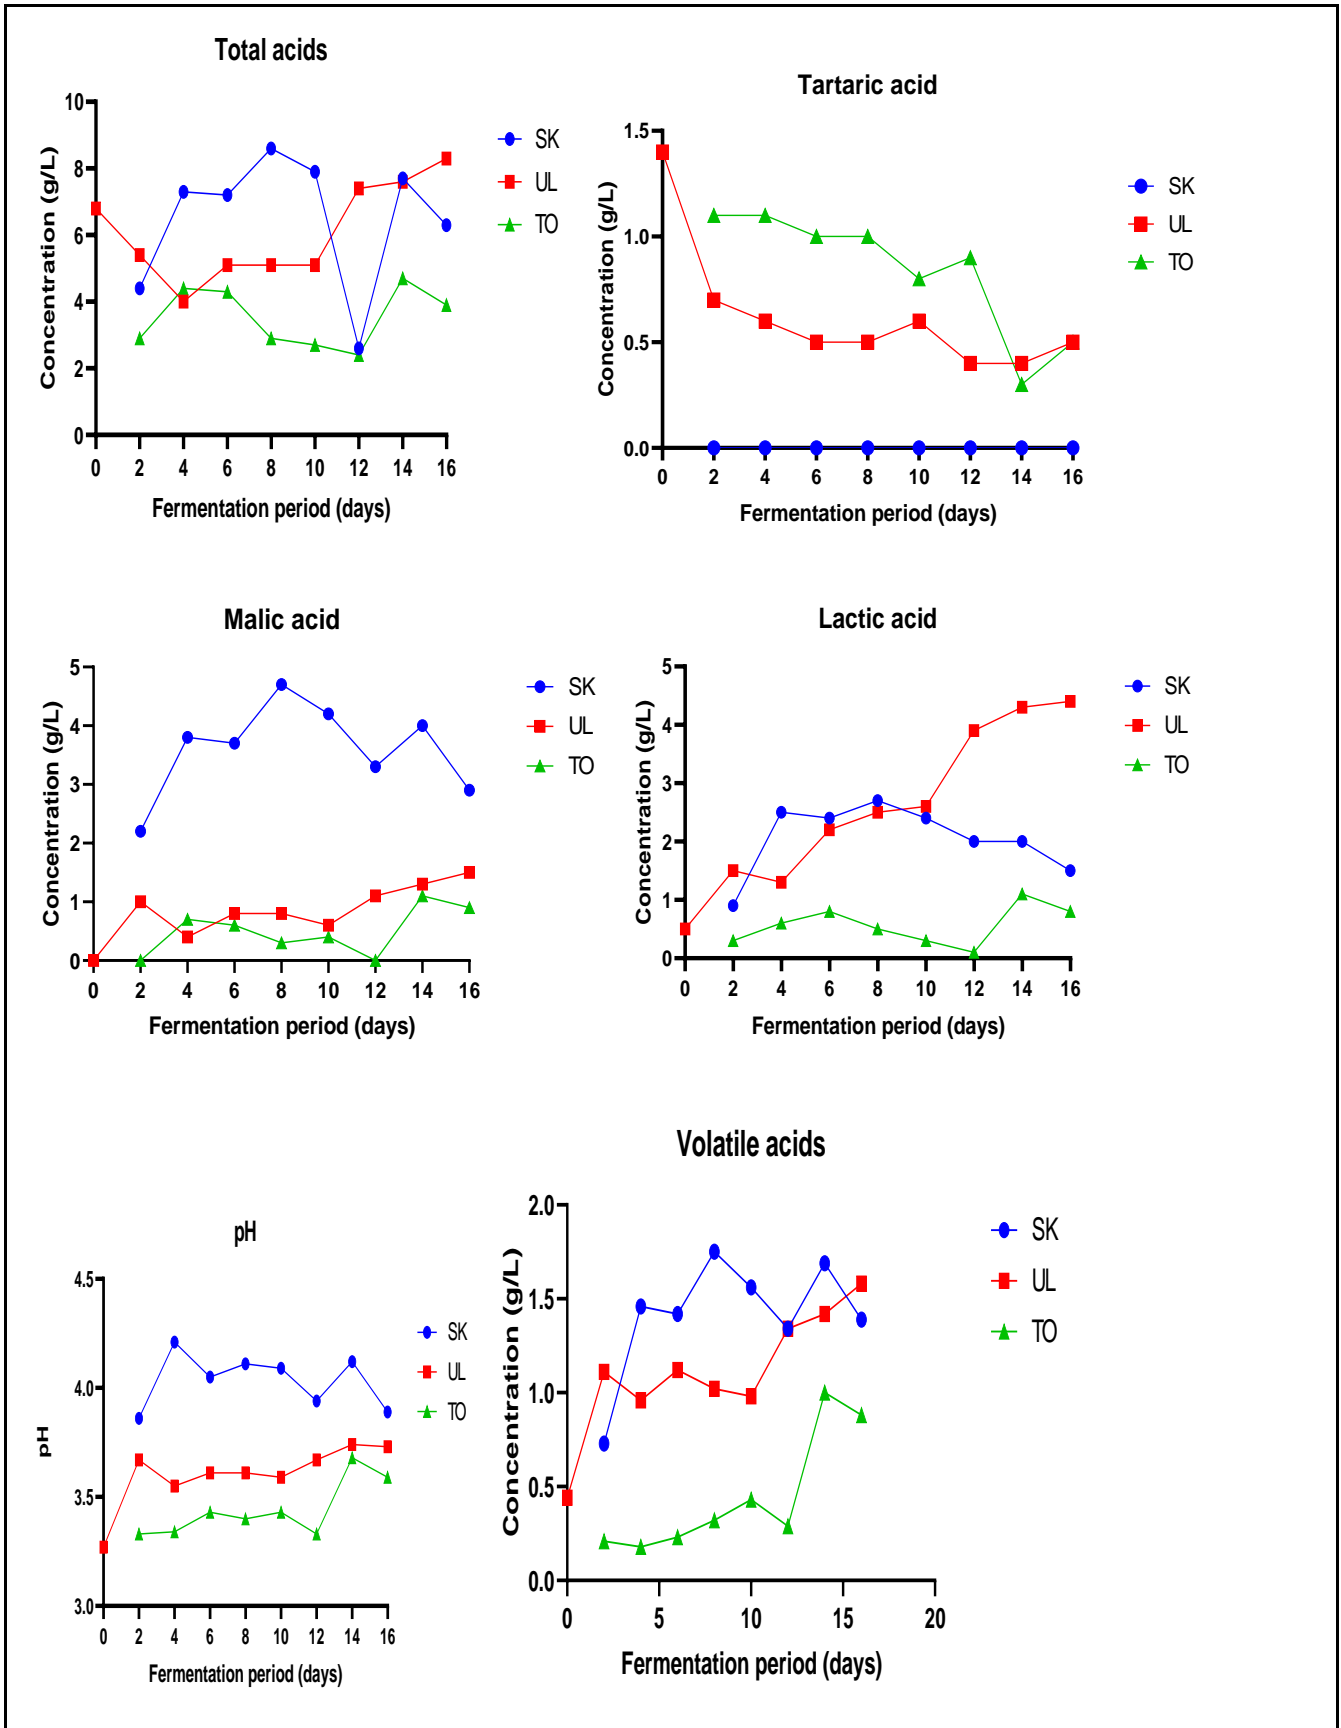 Total acids
Concentration (g/L)
10
8
6
4
2
0
0 2 4 6 8 10 12 14 16
Fermentation period (days)
SK
UL
TO
Tartaric acid
Concentration (g/L)
1.5
1.0
0.5
0.0
0 2 4 6 8 10 12 14 16
Fermentation period (days)
SK
UL
TO
Malic acid
Concentration (g/L)
5
4
3
2
1
0
0 2 4 6 8 10 12 14 16
Fermentation period (days)
SK
UL
TO
Lactic acid
Concentration (g/L)
5
4
3
2
1
0
0 2 4 6 8 10 12 14 16
Fermentation period (days)
SK
UL
TO
pH
pH
4.5
4.0
3.5
3.0
0 2 4 6 8 10 12 14 16
Fermentation period (days)
SK
UL
TO
Volatile acids
Concentration (g/L)
2.0
1.5
1.0
0.5
0.0
0 5 10 15 20
Fermentation period (days)
SK
UL
TO